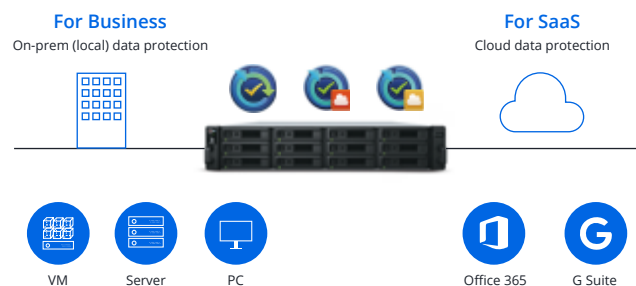 For Business
On-prem (local) data protection
For SaaS
Cloud data protection
VM
Server
PC
Office 365
G Suite